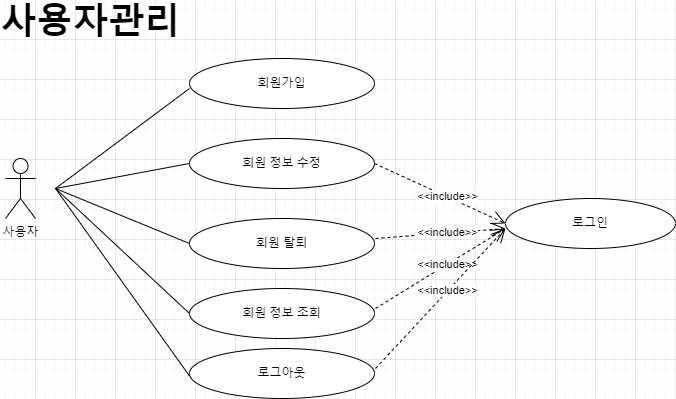 사용자관리
회원가입
회원 정보 수정
<<include>>
로그인
사용자
회원 탈퇴
<<include>>
<<include>>
회원 정보 조회
<<include>>
로그아웃